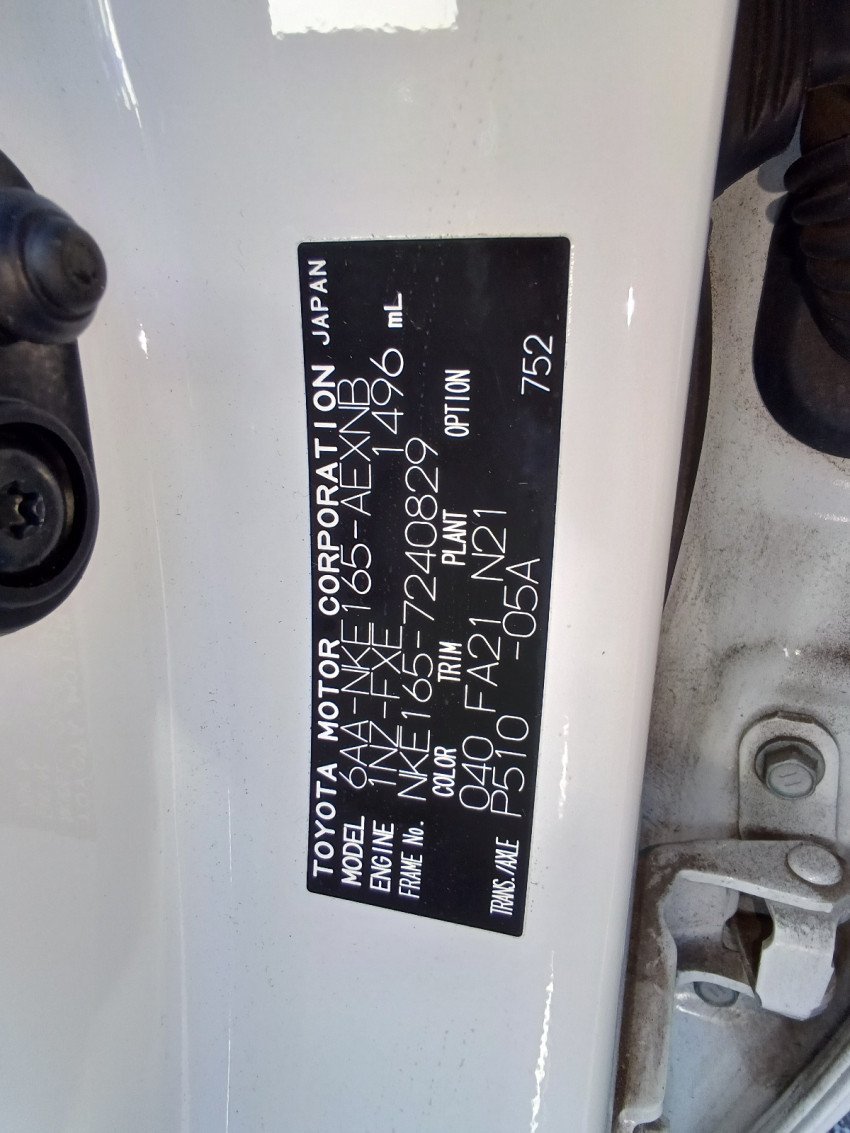 TOYOTA MOTOR CORPORATION JAPAN
MODEL 6AA-NKE165-AEXNB
ENGINE 1NZ-FXE 1496 mL
FRAME No. NKE165-7240829
COLOR TRIM PLANT OPTION
040 FA21 N21
TRANS./AXLE P510 -05A 752